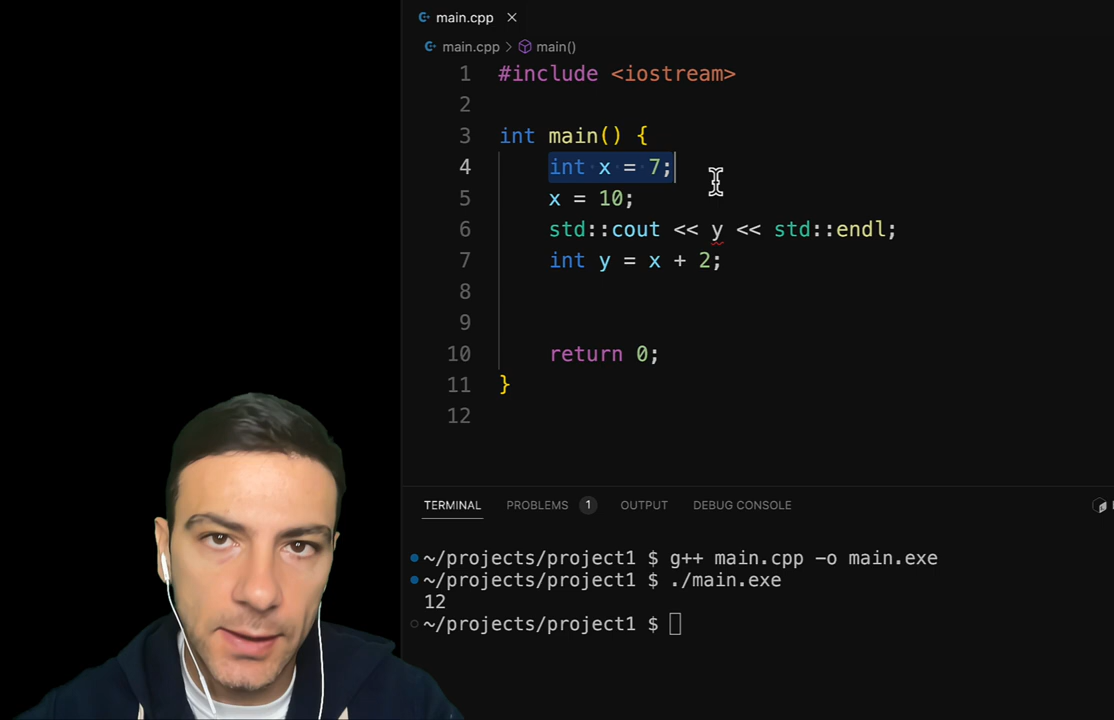 main.cpp
main.cpp > main()
1 #include <iostream>
2
3 int main() {
4 int x = 7;
5 x = 10;
6 std::cout << y << std::endl;
7 int y = x + 2;
8
9
10 return 0;
11 }
12
TERMINAL PROBLEMS 1 OUTPUT DEBUG CONSOLE
~/projects/project1 $ g++ main.cpp -o main.exe
~/projects/project1 $ ./main.exe
12
~/projects/project1 $